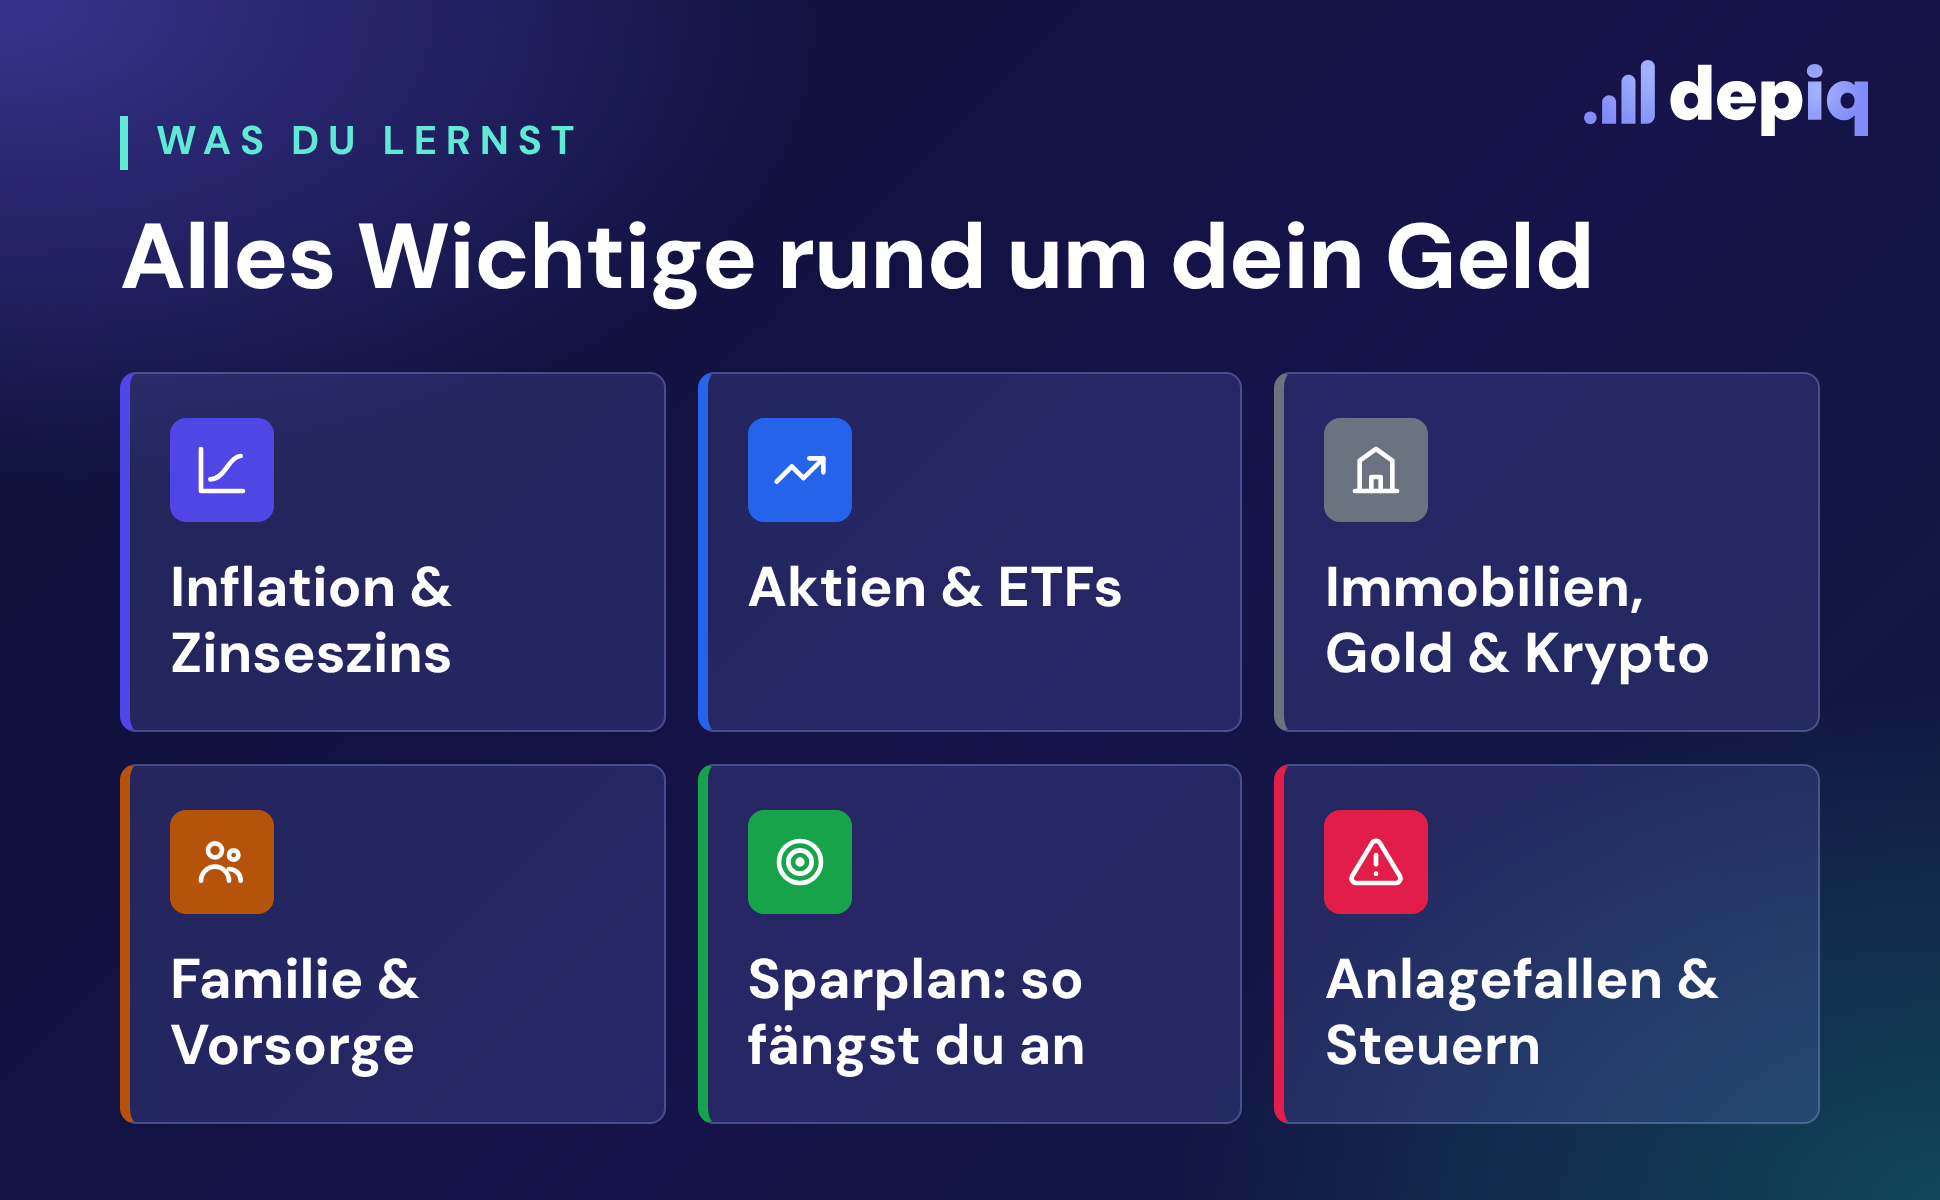 depiq
WAS DU LERNST
Alles Wichtige rund um dein Geld
Inflation &
Zinseszins
Aktien & ETFs
Immobilien,
Gold & Krypto
Familie &
Vorsorge
Sparplan: so
fängst du an
Anlagefallen &
Steuern